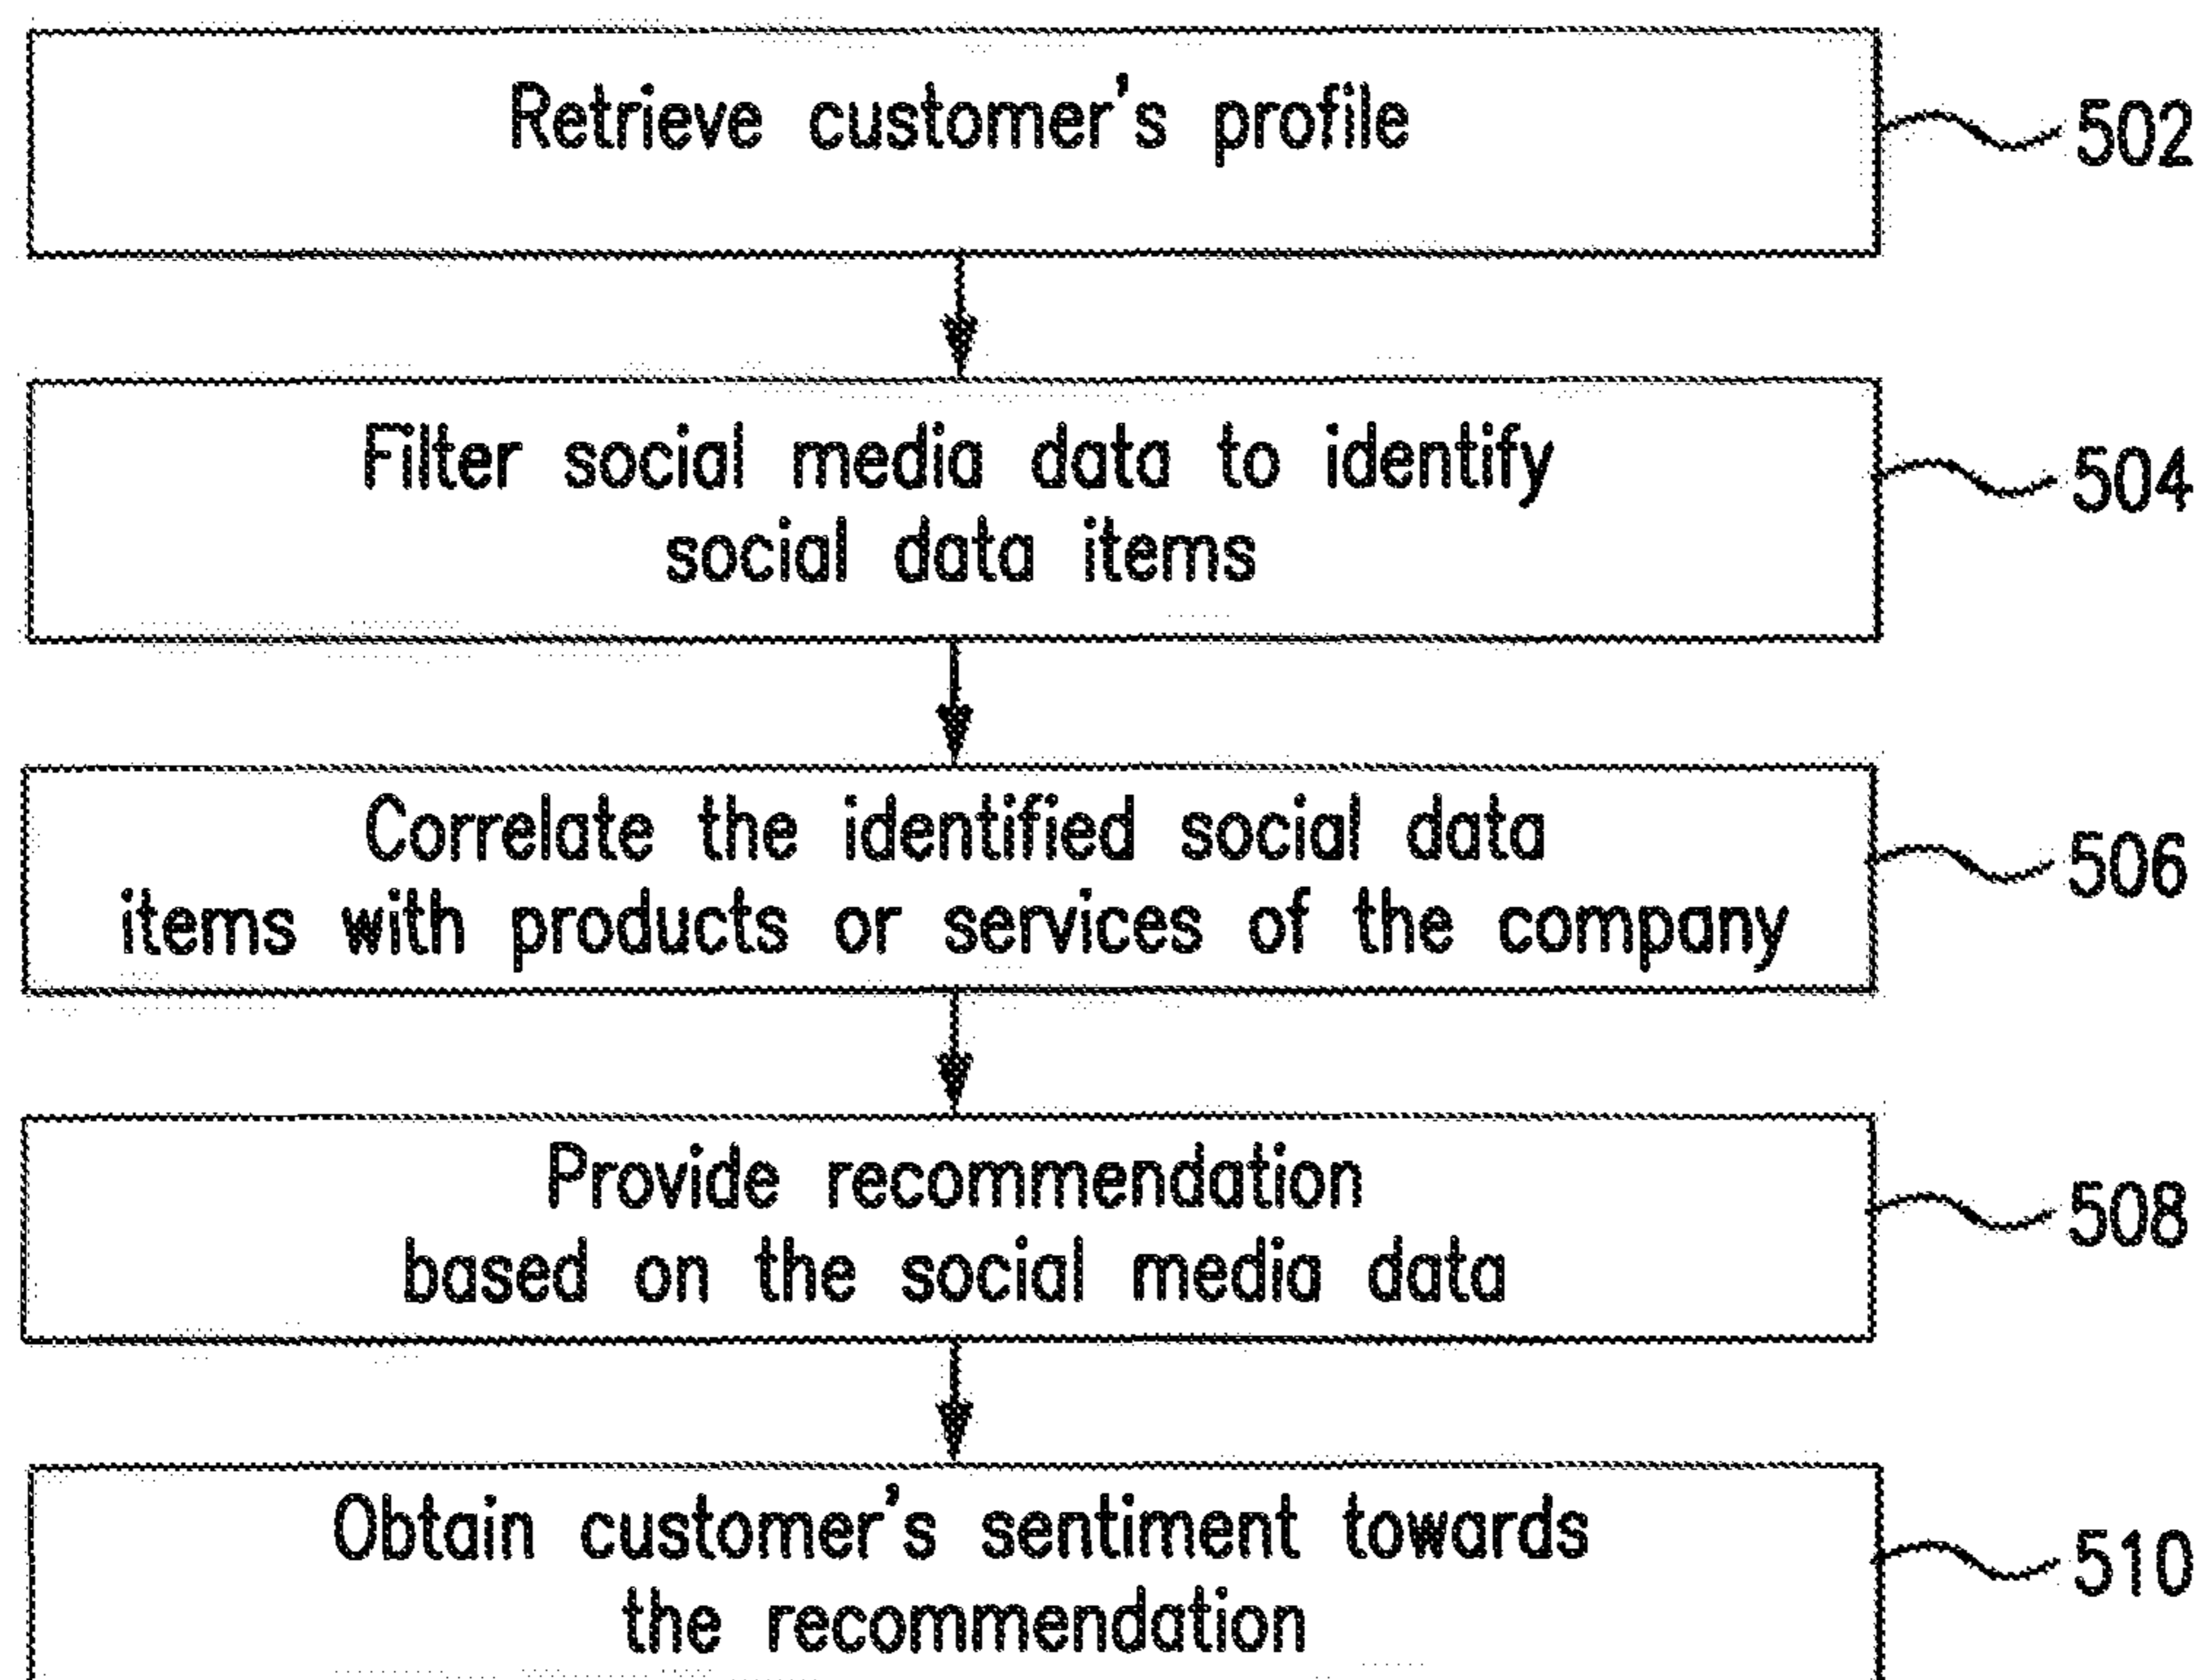 Retrieve customer's profile
502
Filter social media data to identify
social data items
504
Correlate the identified social data
items with products or services of the company
506
Provide recommendation
based on the social media data
508
Obtain customer's sentiment towards
the recommendation
510